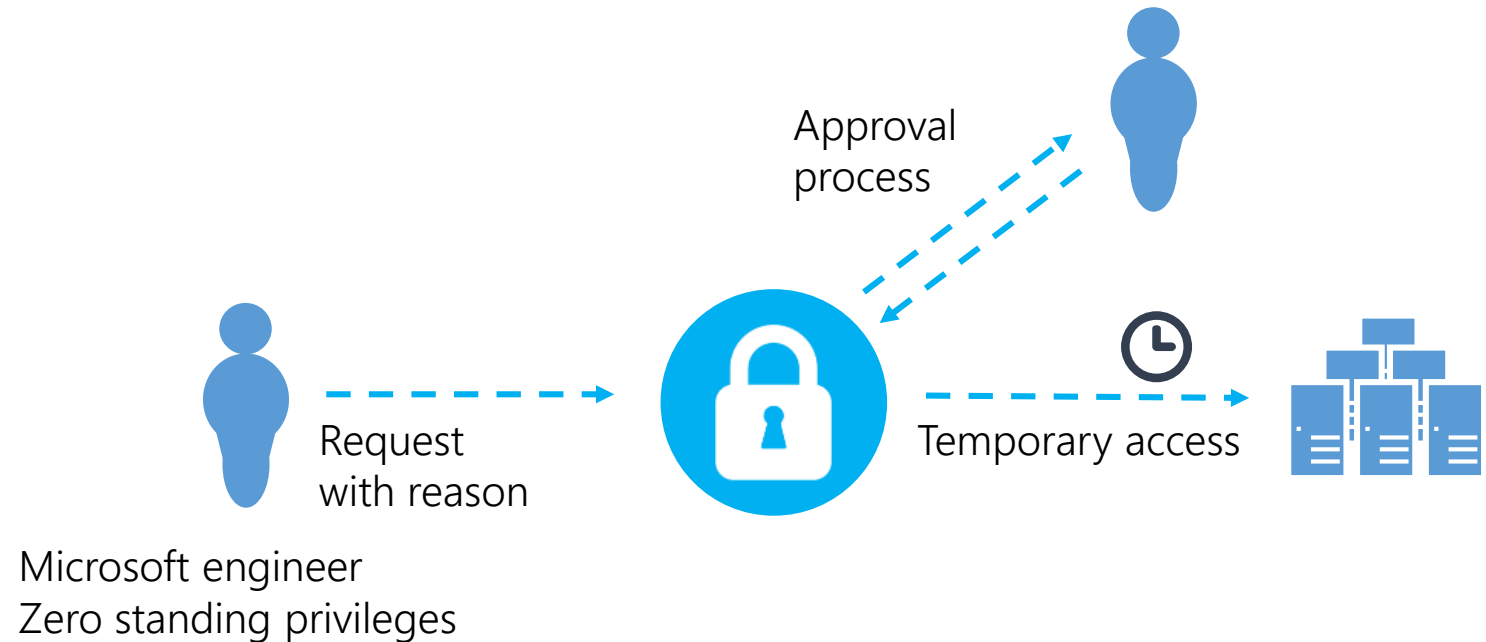 Approval
process
Request
with reason
Temporary access
Microsoft engineer
Zero standing privileges